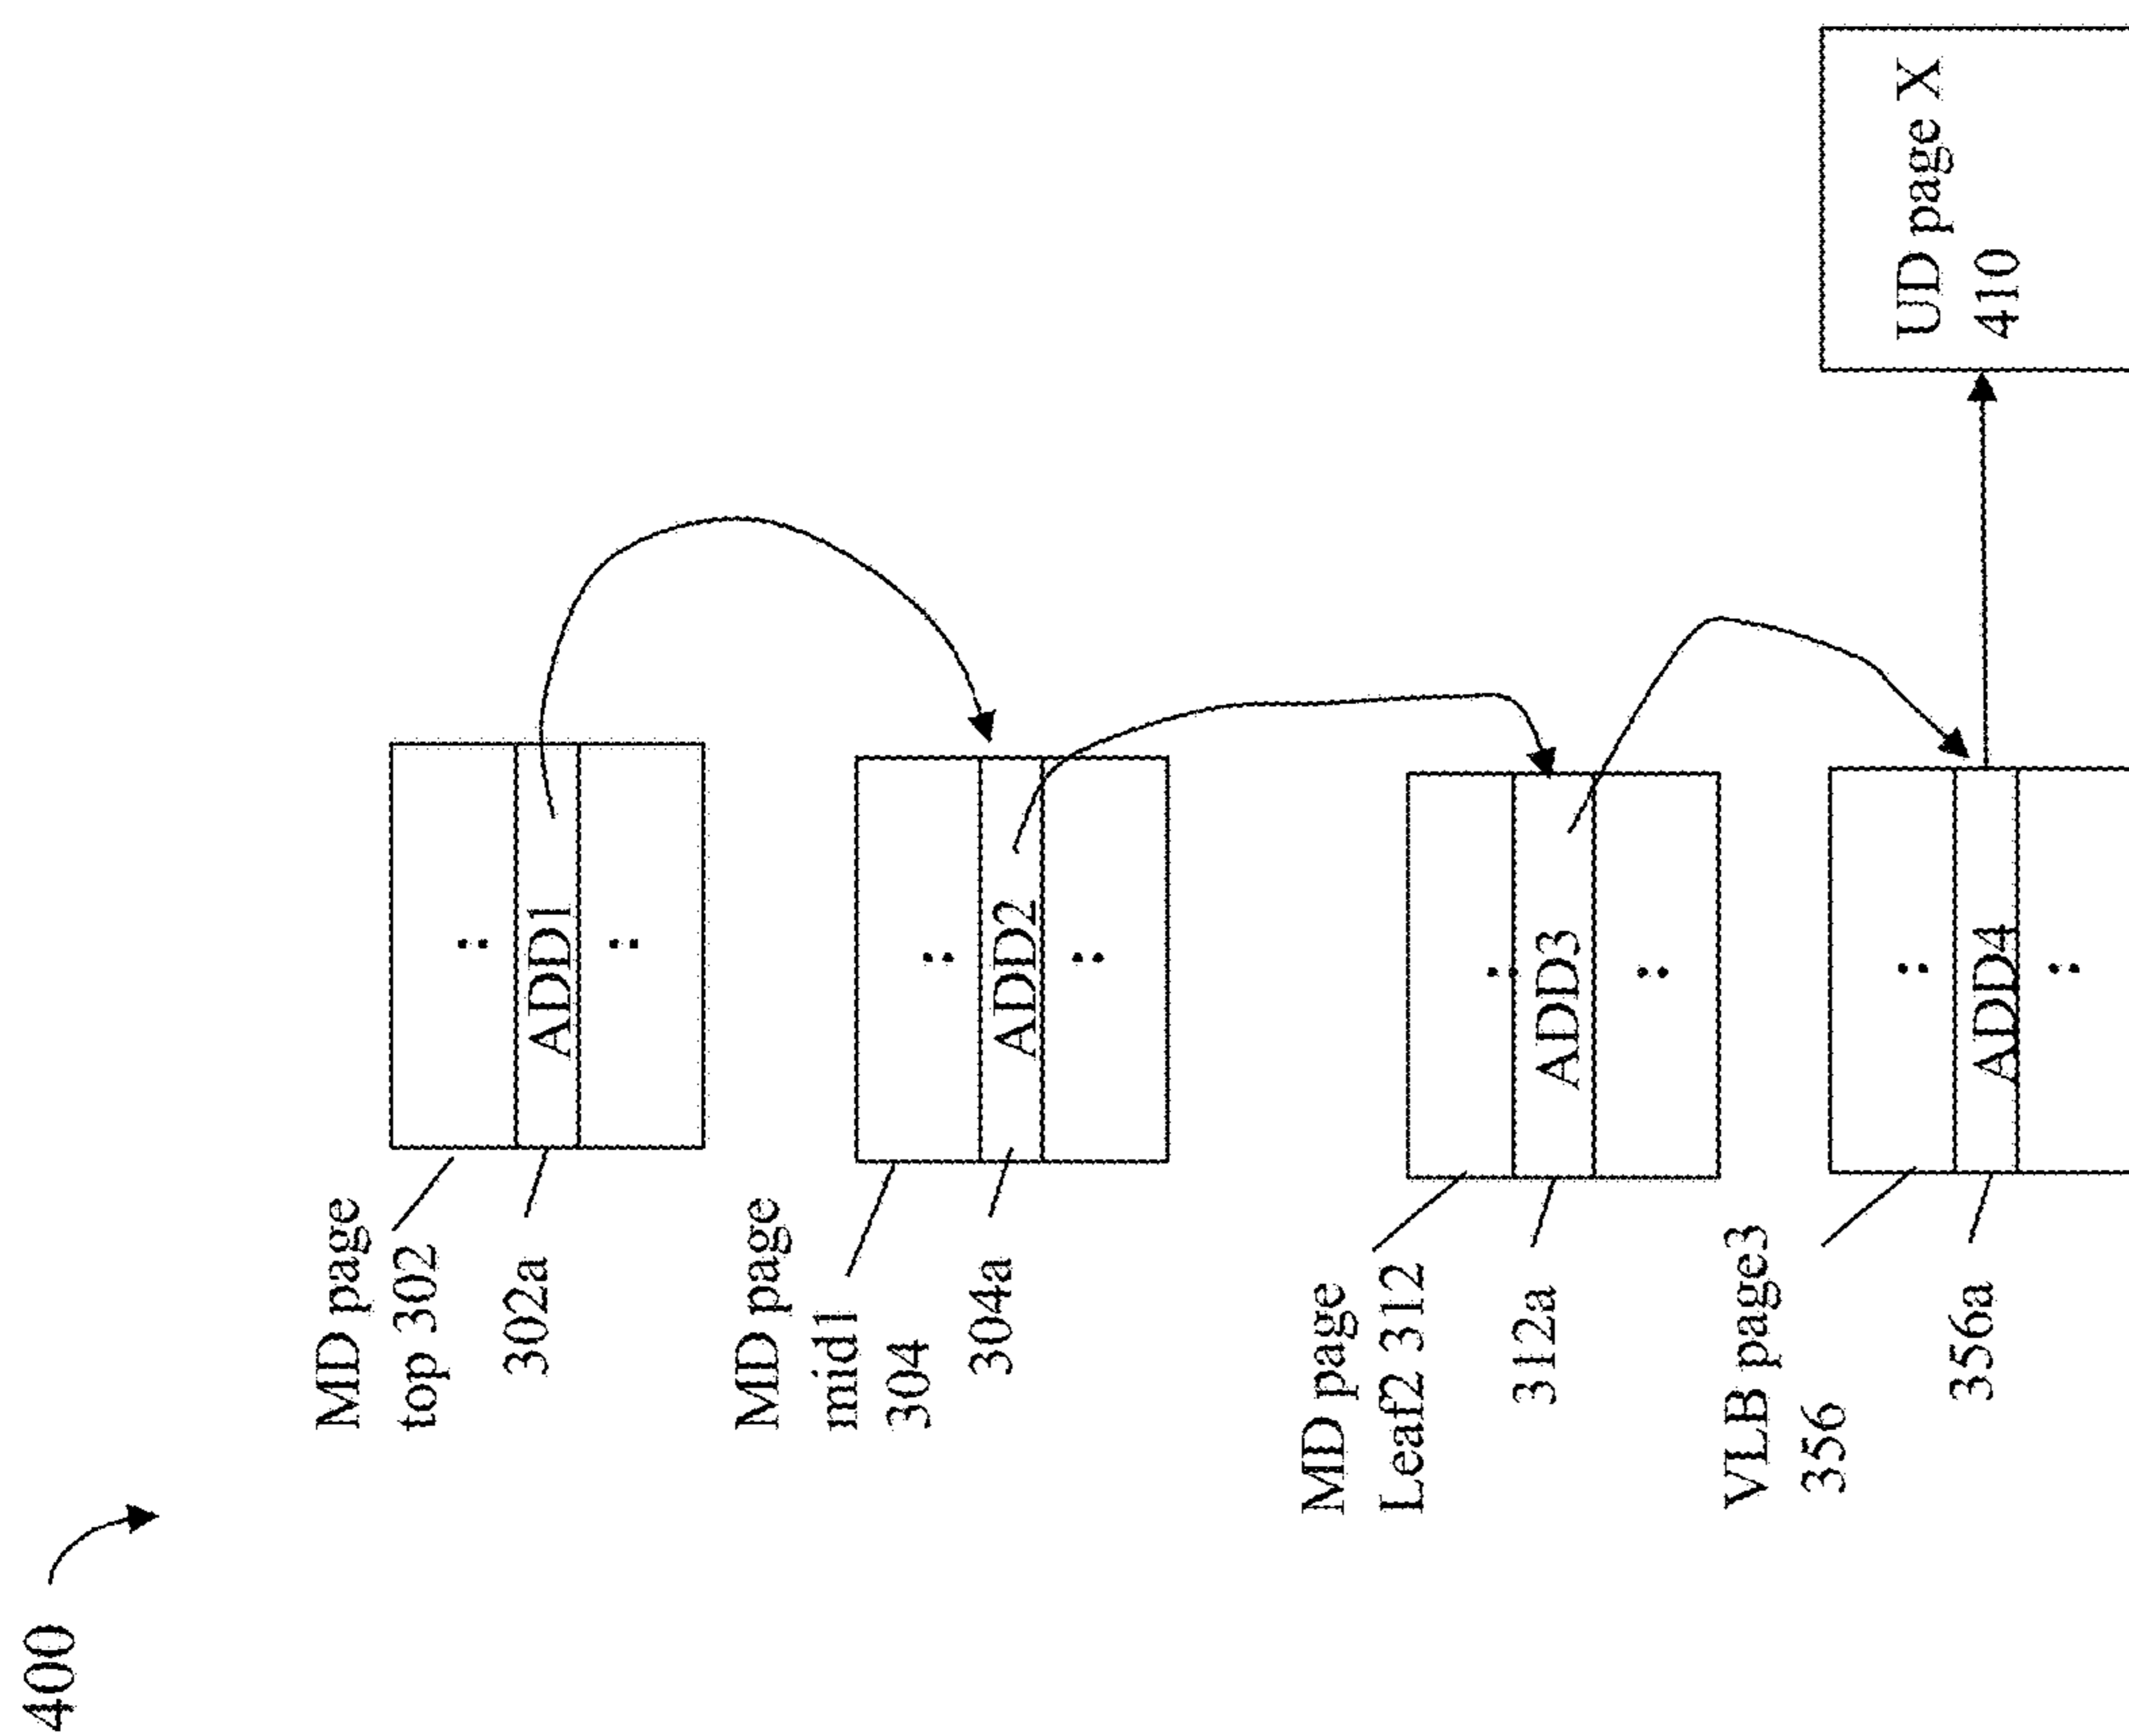 400
MD page
top 302
302a
ADD1
MD page
mid1
304
304a
ADD2
MD page
Leaf2 312
312a
ADD3
VLB page3
356
356a
ADD4
UD page X
410